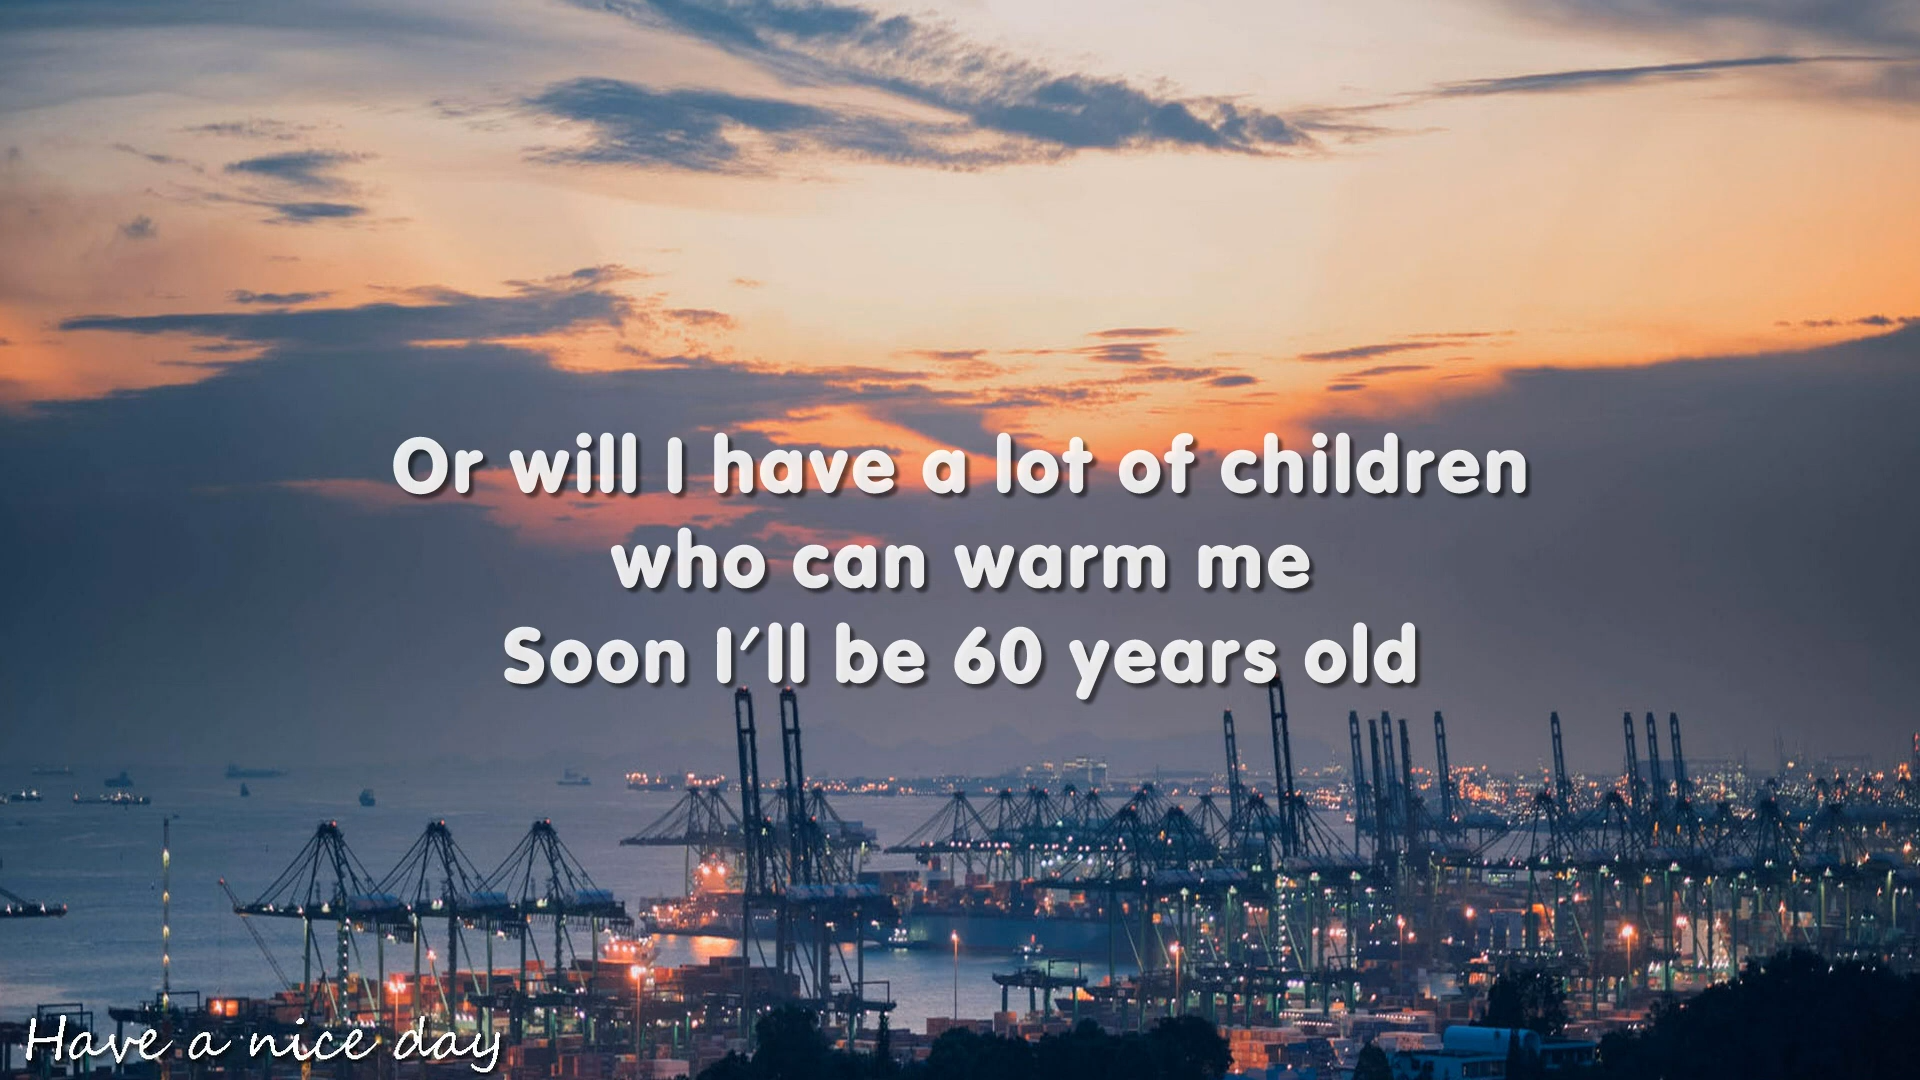 Or will I have a lot of children
who can warm me
Soon I'll be 60 years old
Have a nice day